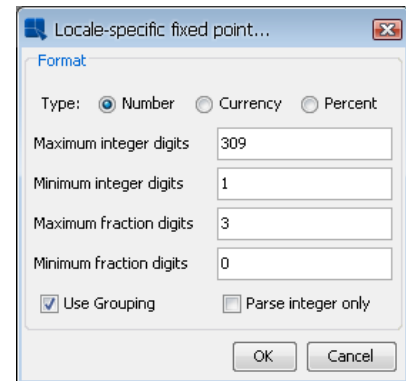 Locale-specific fixed point...
Format
Type: Number Currency Percent
Maximum integer digits 309
Minimum integer digits 1
Maximum fraction digits 3
Minimum fraction digits 0
Use Grouping Parse integer only
OK Cancel